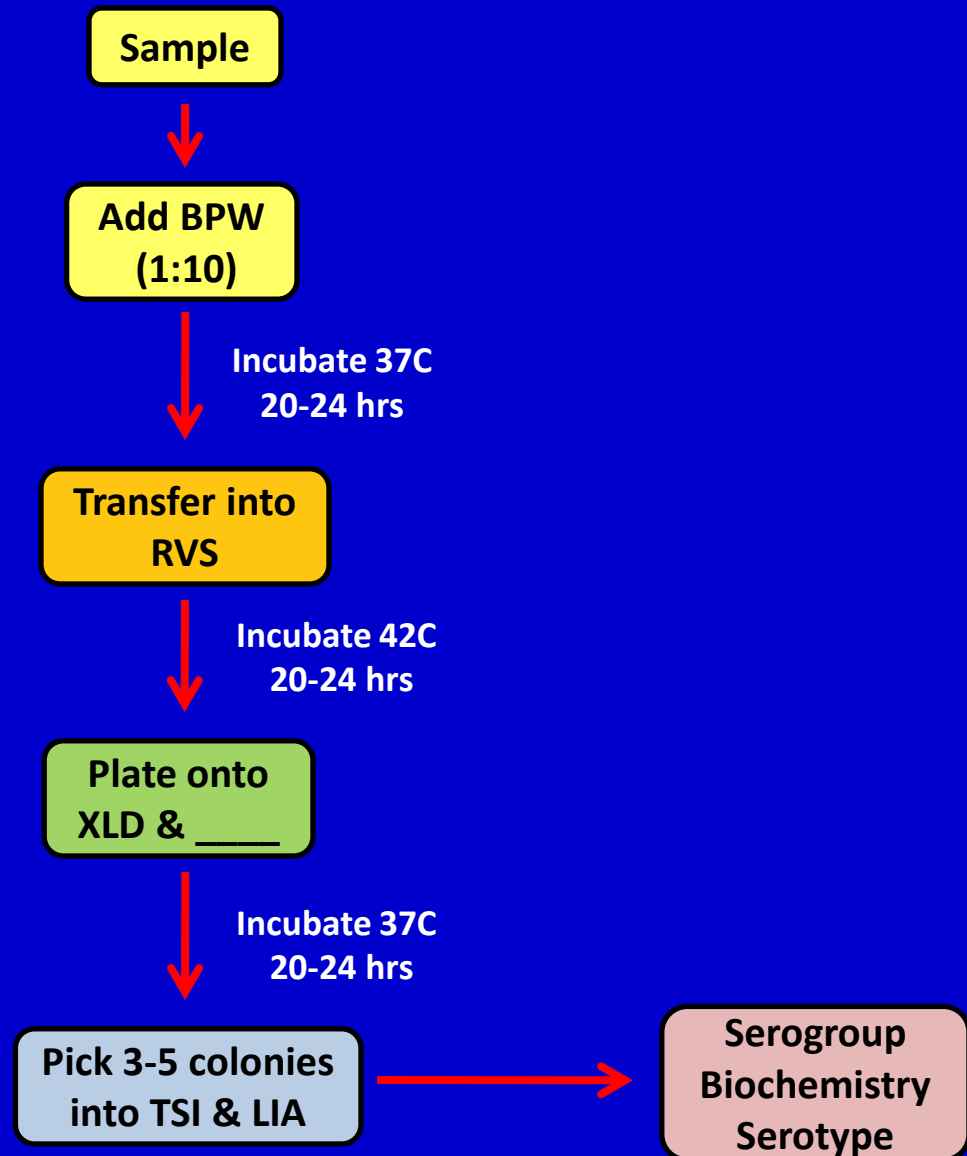 Sample
Add BPW
(1:10)
Incubate 37C
20-24 hrs
Transfer into
RVS
Incubate 42C
20-24 hrs
Plate onto
XLD & ____
Incubate 37C
20-24 hrs
Pick 3-5 colonies
into TSI & LIA
Serogroup
Biochemistry
Serotype